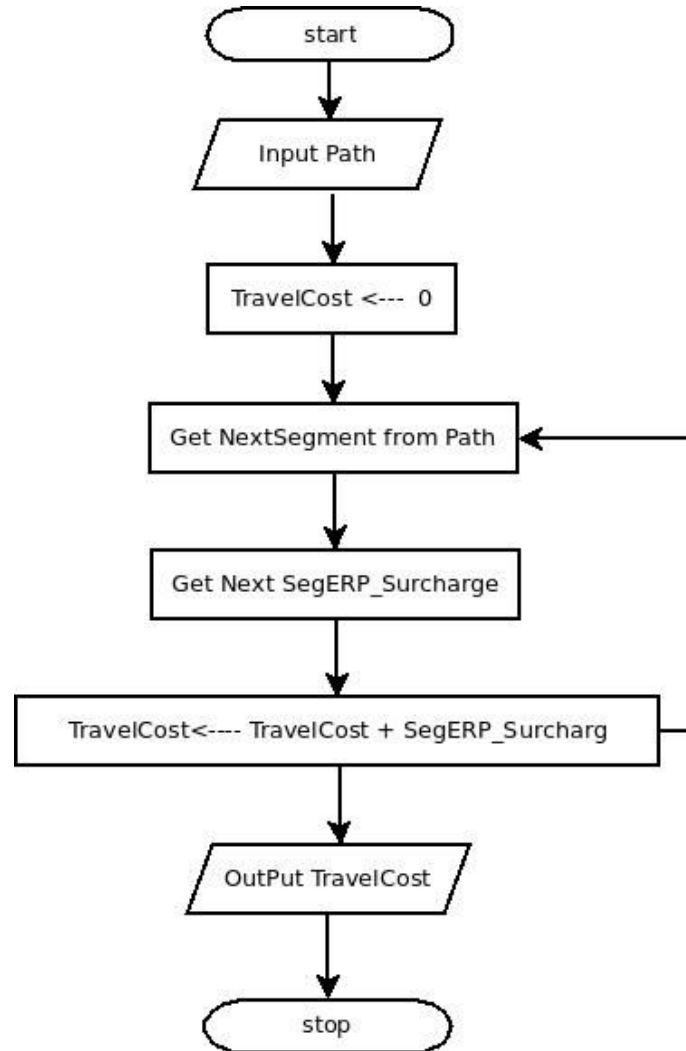 start
Input Path
TravelCost <--- 0
Get NextSegment from Path
Get Next SegERP_Surcharge
TravelCost<---- TravelCost + SegERP_Surcharg
OutPut TravelCost
stop